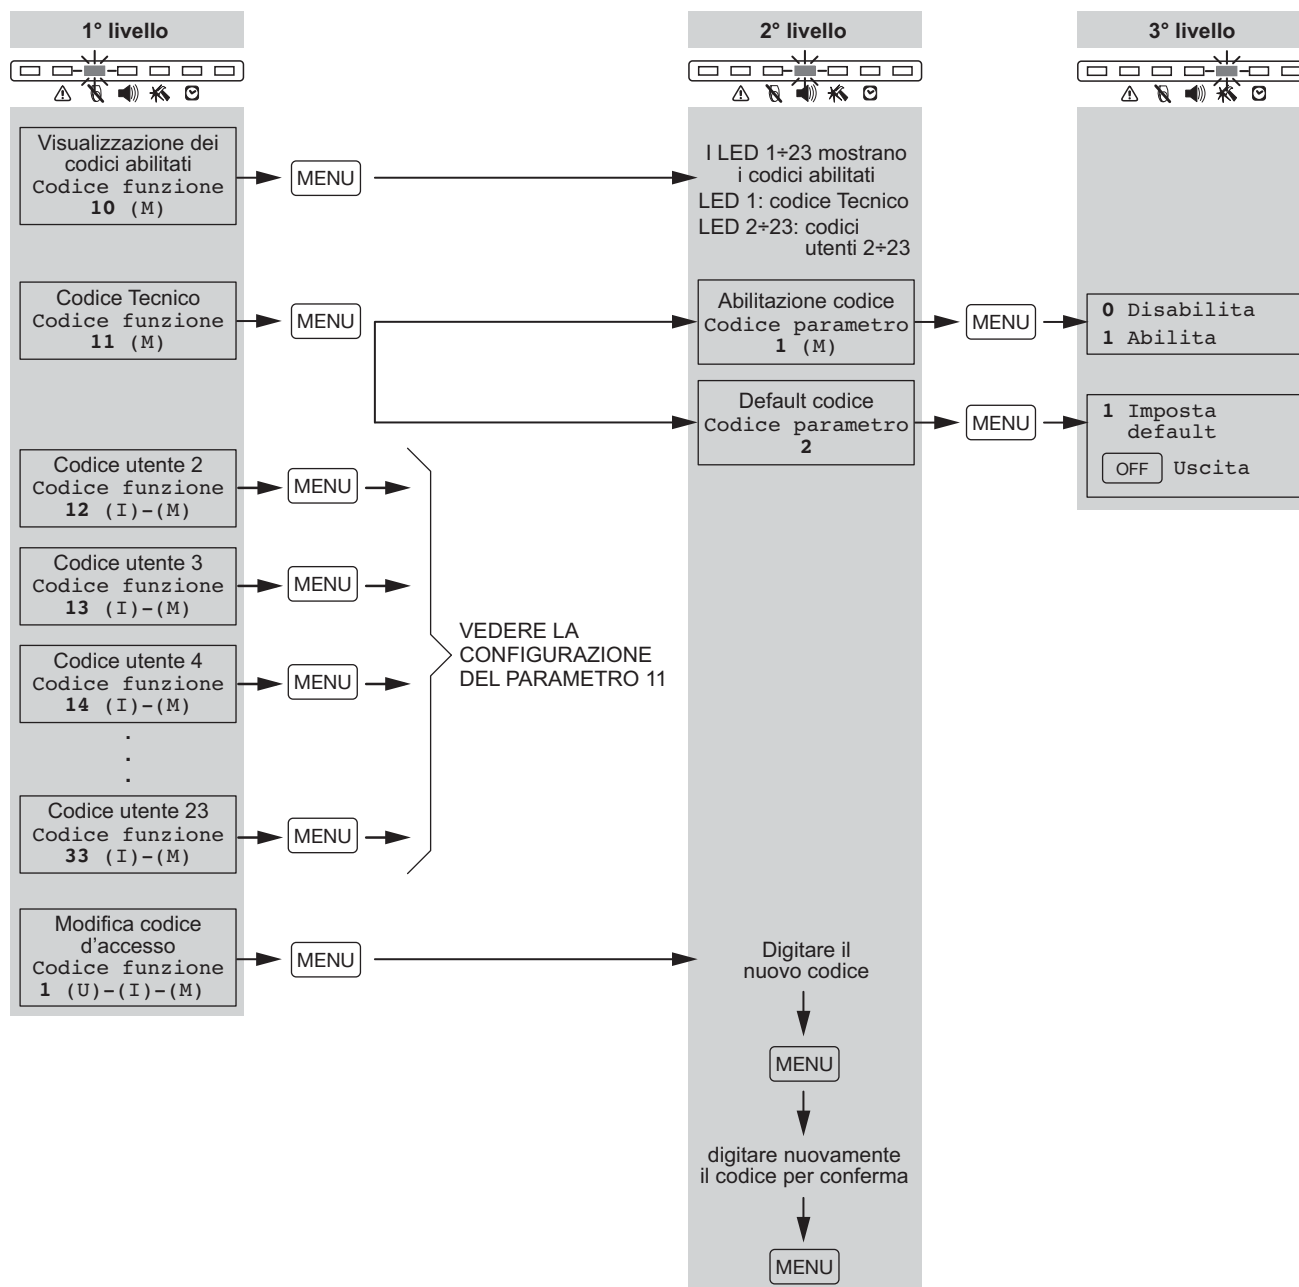 1° livello
2° livello
3° livello
Visualizzazione dei
codici abilitati
Codice funzione
10 (M)
MENU
I LED 1÷23 mostrano
i codici abilitati
LED 1: codice Tecnico
LED 2÷23: codici
utenti 2÷23
Codice Tecnico
Codice funzione
11 (M)
MENU
Abilitazione codice
Codice parametro
1 (M)
MENU
0 Disabilita
1 Abilita
Default codice
Codice parametro
2
MENU
1 Imposta
default
OFF Uscita
Codice utente 2
Codice funzione
12 (I)-(M)
MENU
Codice utente 3
Codice funzione
13 (I)-(M)
MENU
Codice utente 4
Codice funzione
14 (I)-(M)
MENU
.
.
.
Codice utente 23
Codice funzione
33 (I)-(M)
MENU
VEDERE LA
CONFIGURAZIONE
DEL PARAMETRO 11
Modifica codice
d'accesso
Codice funzione
1 (U)-(I)-(M)
MENU
Digitare il
nuovo codice
MENU
digitare nuovamente
il codice per conferma
MENU